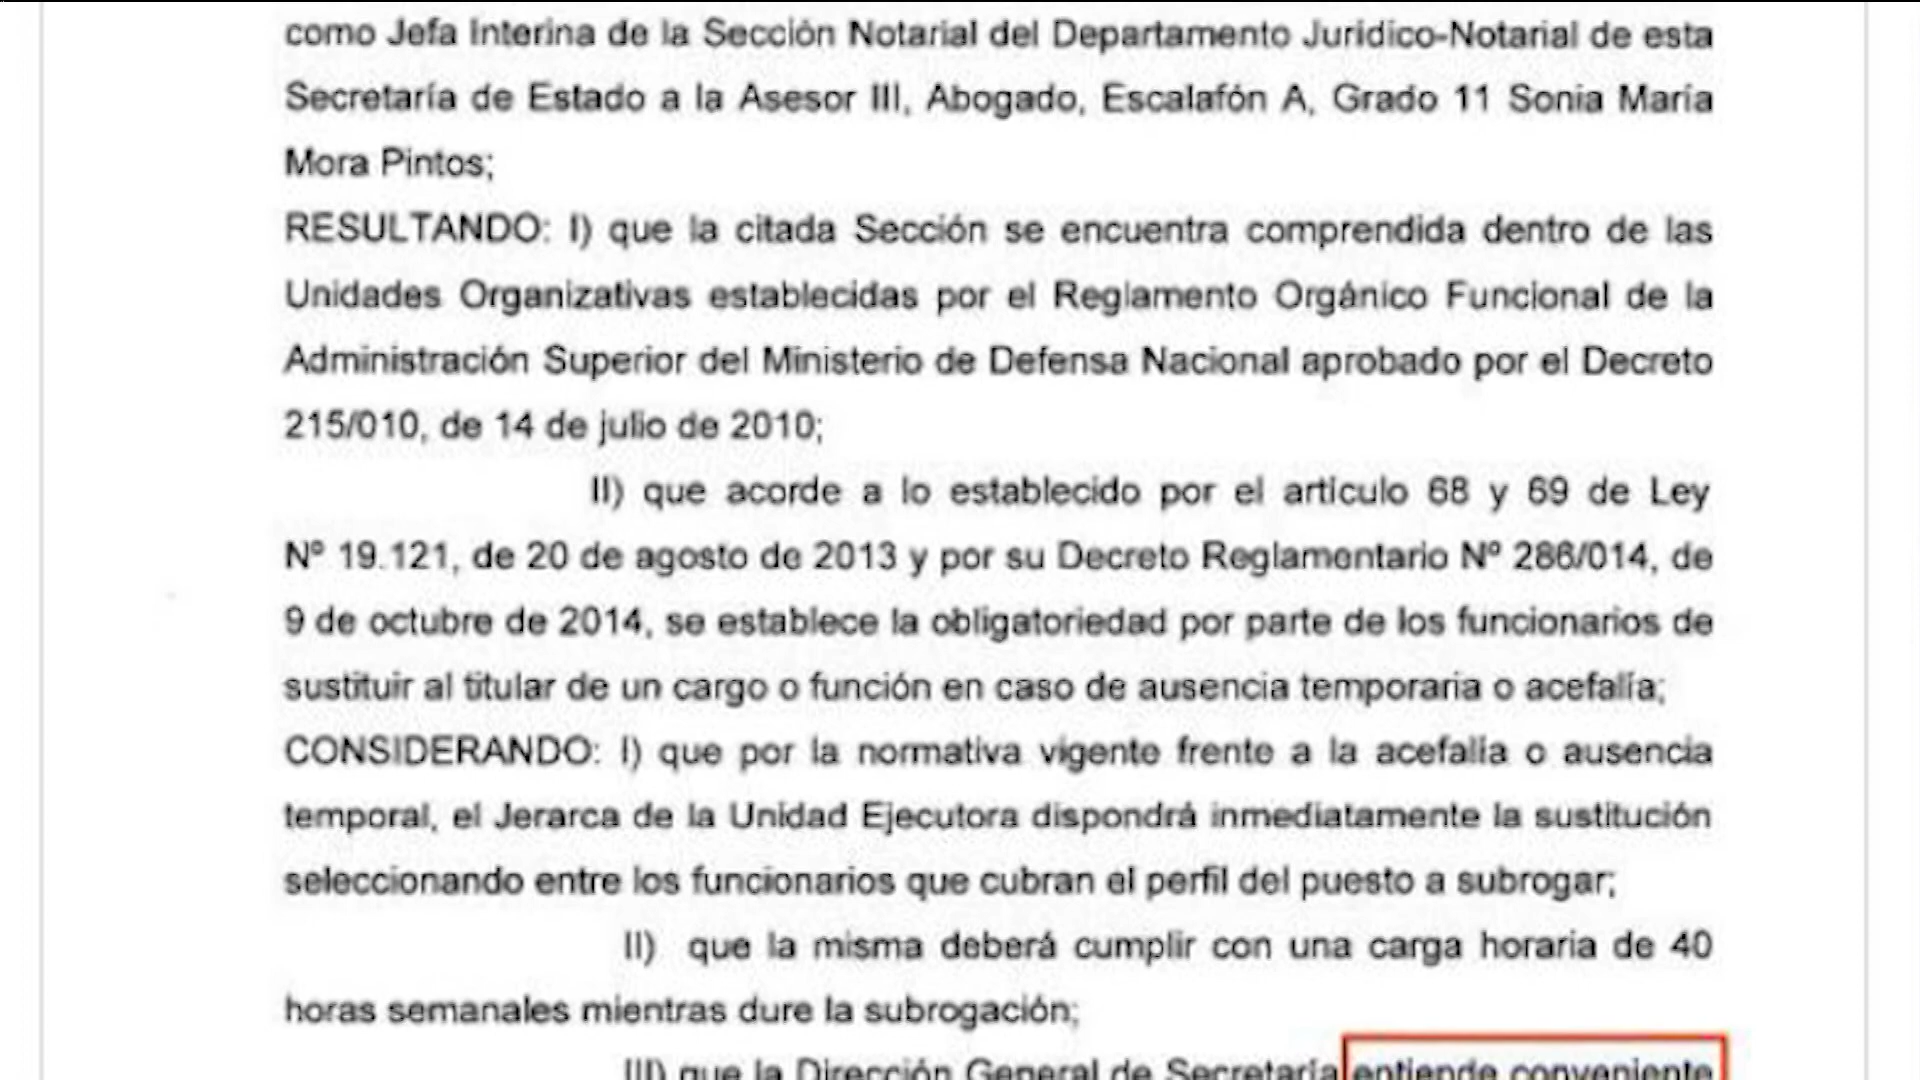 como Jefa Interina de la Sección Notarial del Departamento Jurídico-Notarial de esta
Secretaría de Estado a la Asesor III, Abogado, Escalafón A, Grado 11 Sonia María
Mora Pintos;
RESULTANDO: I) que la citada Sección se encuentra comprendida dentro de las
Unidades Organizativas establecidas por el Reglamento Orgánico Funcional de la
Administración Superior del Ministerio de Defensa Nacional aprobado por el Decreto
215/010, de 14 de julio de 2010;
II) que acorde a lo establecido por el artículo 68 y 69 de Ley
Nº 19.121, de 20 de agosto de 2013 y por su Decreto Reglamentario Nº 286/014, de
9 de octubre de 2014, se establece la obligatoriedad por parte de los funcionarios de
sustituir al titular de un cargo o función en caso de ausencia temporaria o acefalía;
CONSIDERANDO: I) que por la normativa vigente frente a la acefalía o ausencia
temporal, el Jerarca de la Unidad Ejecutora dispondrá inmediatamente la sustitución
seleccionando entre los funcionarios que cubran el perfil del puesto a subrogar;
II) que la misma deberá cumplir con una carga horaria de 40
horas semanales mientras dure la subrogación;
III) que la Dirección General de Secretaría entiende conveniente